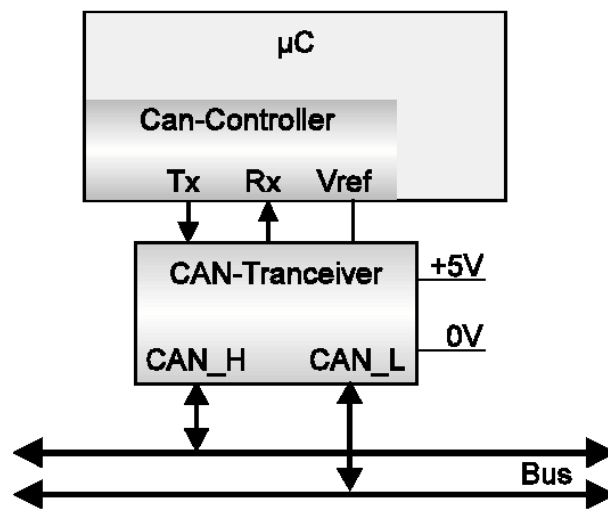 µC
Can-Controller
Tx Rx Vref
CAN-Tranceiver
+5V
0V
CAN_H CAN_L
Bus